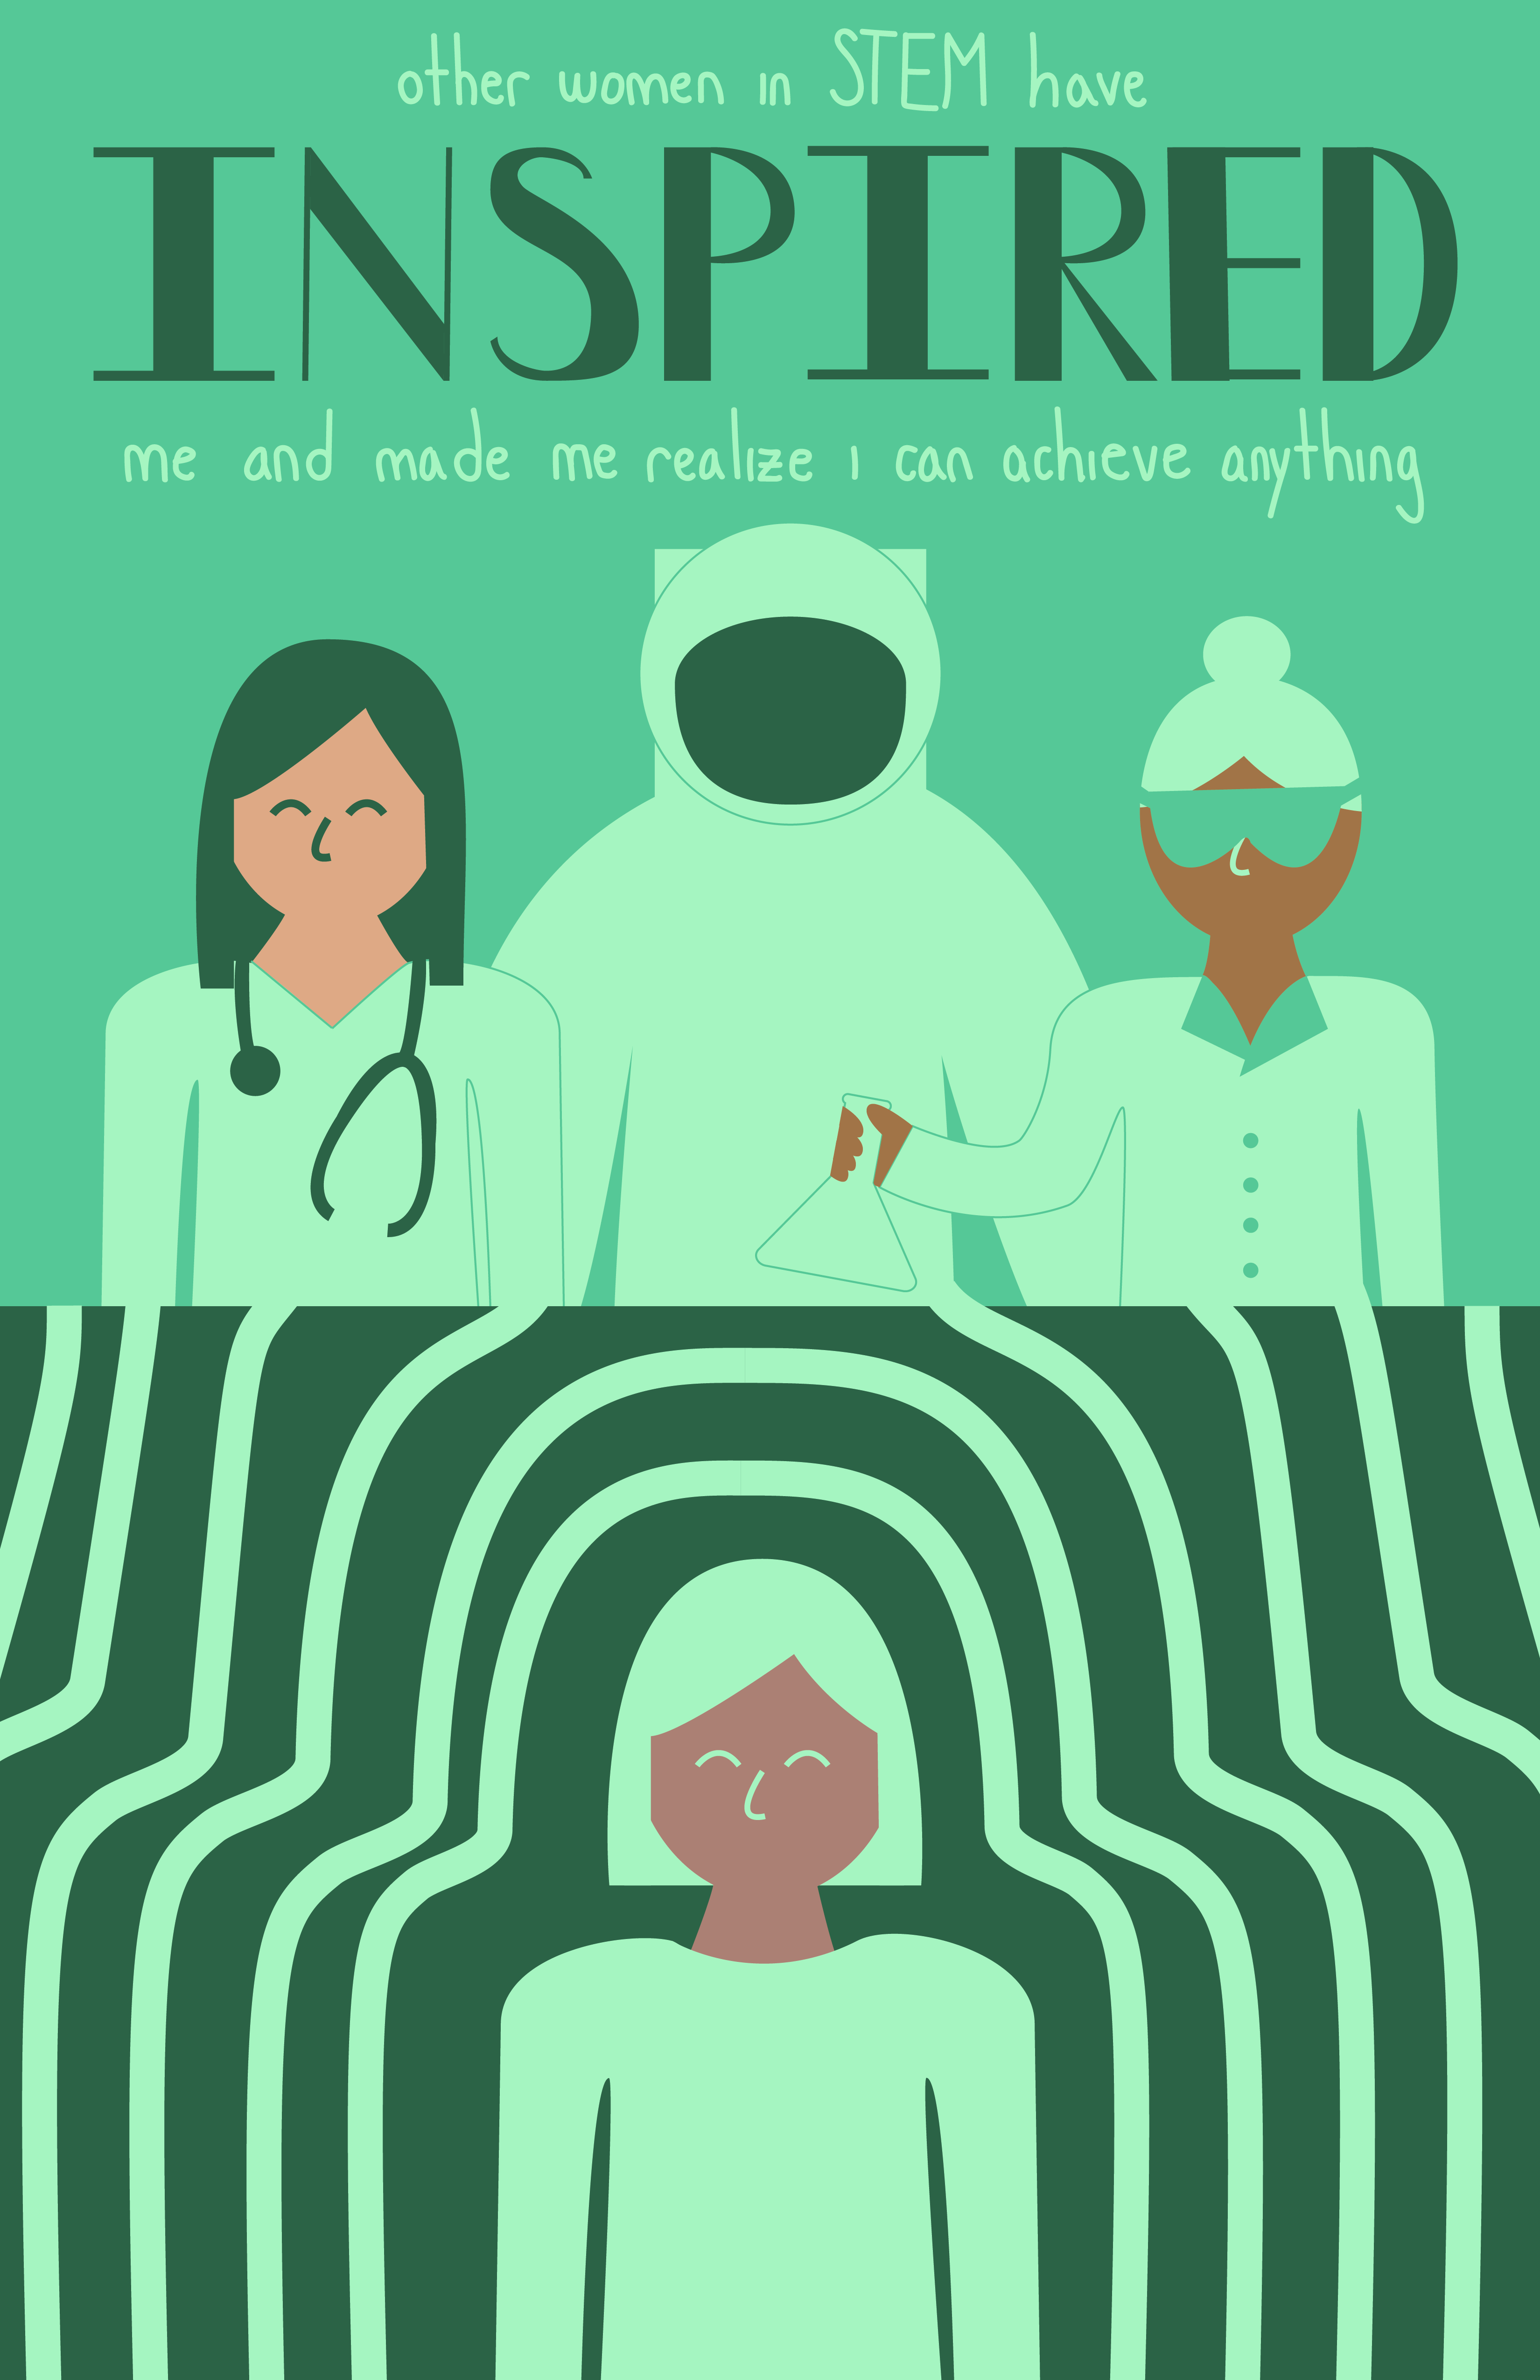 other women in STEM have
INSPIRED
me and made me realize i can achieve anything